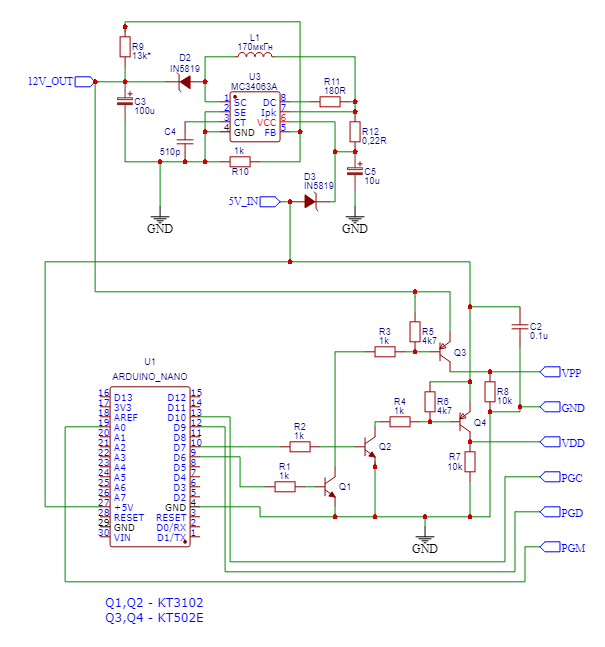 L1
170мкГн
R9
13k*
D2
IN5819
U3
MC34063A
12V_OUT
C3
100u
R11
180R
1 SC DC 8
2 SE Ipk 7
3 CT VCC 6
4 GND FB 5
R12
0,22R
C4
510p
1k
R10
C5
10u
D3
IN5819
5V_IN
GND
GND
C2
0.1u
R3
1k
R5
4k7
Q3
U1
ARDUINO_NANO
VPP
R8
10k
R4
1k
R6
4k7
GND
Q4
R2
1k
Q2
VDD
R7
10k
R1
1k
Q1
PGC
PGD
PGM
GND
16 D13 D12 15
17 3V3 D11 14
18 AREF D10 13
19 A0 D9 12
20 A1 D8 11
21 A2 D7 10
22 A3 D6 9
23 A4 D5 8
24 A5 D4 7
25 A6 D3 6
26 A7 D2 5
27 +5V GND 4
28 RESET RESET 3
29 GND D0/RX 2
30 VIN D1/TX 1
Q1,Q2 - KT3102
Q3,Q4 - KT502E